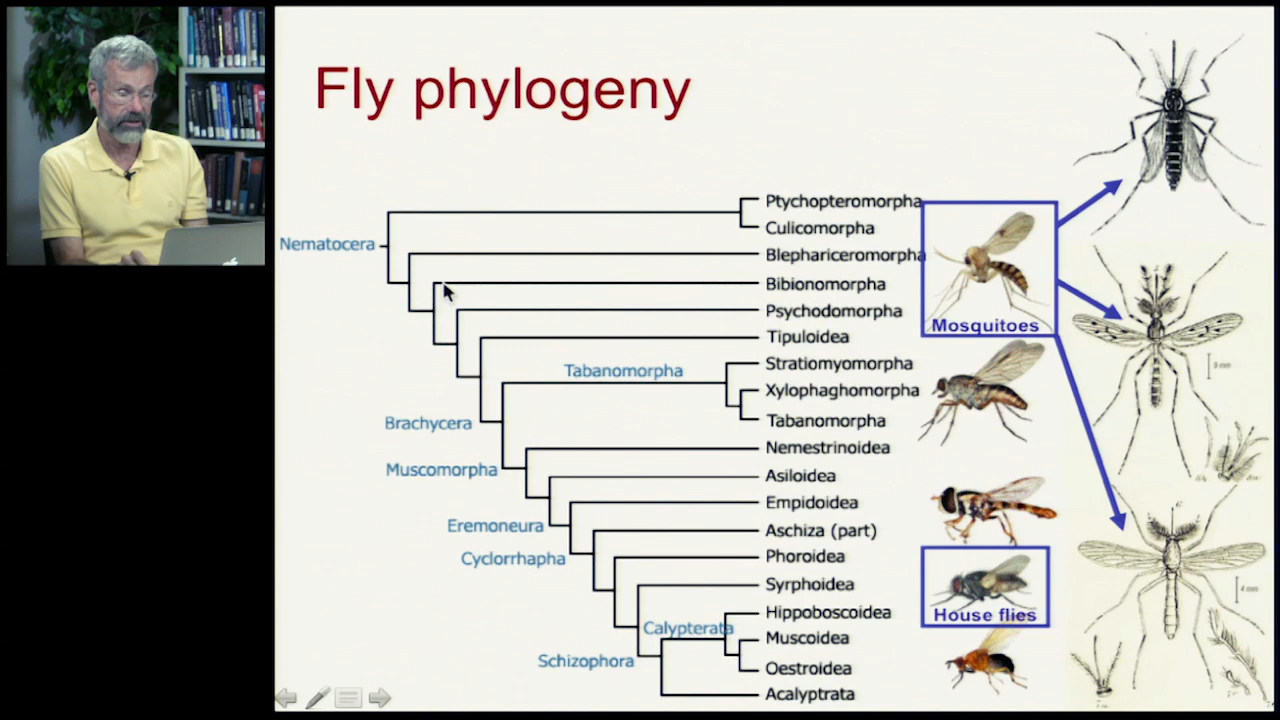 Fly phylogeny
Ptychopteromorpha
Culicomorpha
Nematocera
Blephariceromorpha
Bibionomorpha
Psychodomorpha
Mosquitoes
Tipuloidea
Stratiomyomorpha
Tabanomorpha
Xylophaghomorpha
Tabanomorpha
Brachycera
Nemestrinoidea
Muscomorpha
Asiloidea
Empidoidea
Eremoneura
Aschiza (part)
Cyclorrhapha
Phoroidea
Syrphoidea
Hippoboscoidea
House flies
Calypterata
Muscoidea
Schizophora
Oestroidea
Acalyptrata